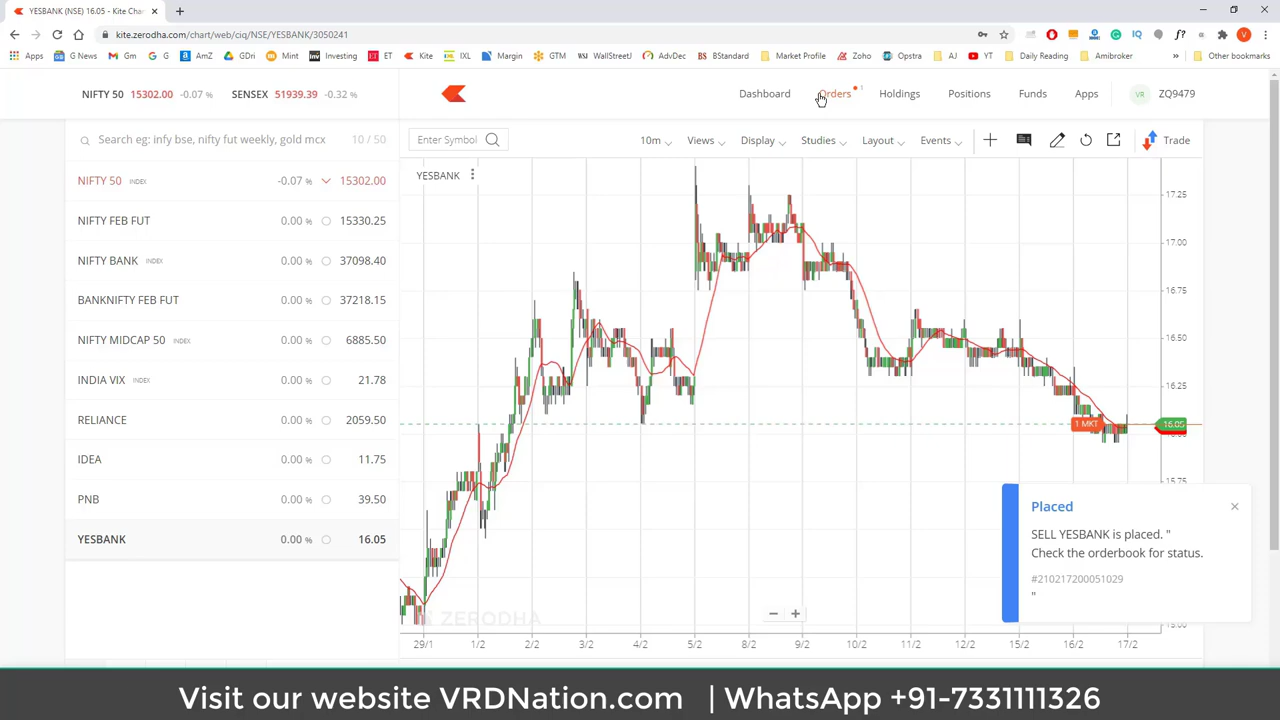 YESBANK (NSE) 16.05 - Kite Cha
kite.zerodha.com/chart/web/ciq/NSE/YESBANK/3050241
Apps G News Gm G AmZ GDri Mint Investing ET Kite IXL Margin GTM WallStreetJ AdvDec BStandard Market Profile Zoho Opstra AJ YT Daily Reading Amibroker » Other bookmarks
NIFTY 50 15302.00 -0.07 % SENSEX 51939.39 -0.32 %
Dashboard Orders 1 Holdings Positions Funds Apps VR ZQ9479
Search eg: infy bse, nifty fut weekly, gold mcx 10 / 50
Enter Symbol 10m Views Display Studies Layout Events Trade
NIFTY 50 INDEX -0.07 % 15302.00
NIFTY FEB FUT 0.00 % 15330.25
NIFTY BANK INDEX 0.00 % 37098.40
BANKNIFTY FEB FUT 0.00 % 37218.15
NIFTY MIDCAP 50 INDEX 0.00 % 6885.50
INDIA VIX INDEX 0.00 % 21.78
RELIANCE 0.00 % 2059.50
IDEA 0.00 % 11.75
PNB 0.00 % 39.50
YESBANK 0.00 % 16.05
YESBANK
17.25
17.00
16.75
16.50
16.25
1 MKT 16.05
15.75
Placed
SELL YESBANK is placed. "
Check the orderbook for status.
#210217200051029
"
ZERODHA
29/1 1/2 2/2 3/2 4/2 5/2 8/2 9/2 10/2 11/2 12/2 15/2 16/2 17/2
Visit our website VRDNation.com | WhatsApp +91-7331111326